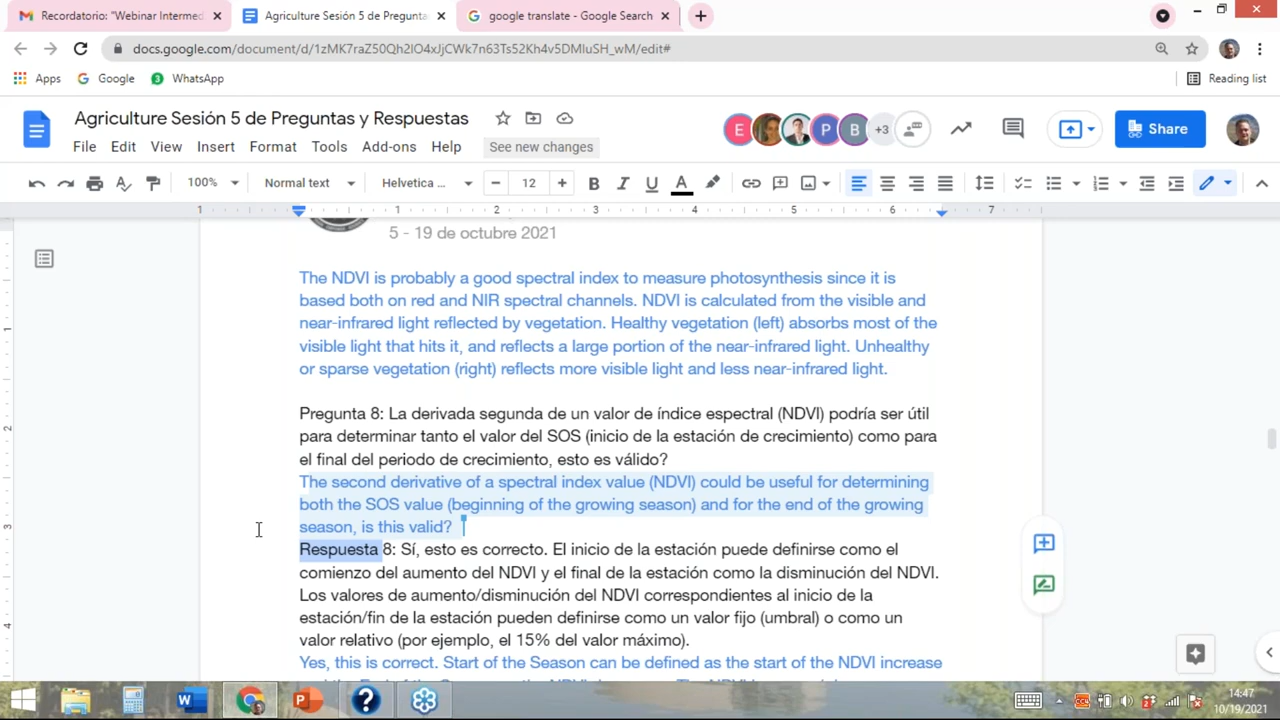 Recordatorio: "Webinar Intermed
Agriculture Sesión 5 de Pregunta
google translate - Google Search
docs.google.com/document/d/1zMK7raZ50Qh2IO4xJjCWk7n63Ts52Kh4v5DMIuSH_wM/edit#
Apps
Google
WhatsApp
Reading list
Agriculture Sesión 5 de Preguntas y Respuestas
E
P
B
+3
Share
File
Edit
View
Insert
Format
Tools
Add-ons
Help
See new changes
100%
Normal text
Helvetica ...
12
B
I
U
A
1
1
2
3
4
5
6
7
5 - 19 de octubre 2021
The NDVI is probably a good spectral index to measure photosynthesis since it is
based both on red and NIR spectral channels. NDVI is calculated from the visible and
near-infrared light reflected by vegetation. Healthy vegetation (left) absorbs most of the
visible light that hits it, and reflects a large portion of the near-infrared light. Unhealthy
or sparse vegetation (right) reflects more visible light and less near-infrared light.
Pregunta 8: La derivada segunda de un valor de índice espectral (NDVI) podría ser útil
para determinar tanto el valor del SOS (inicio de la estación de crecimiento) como para
el final del periodo de crecimiento, esto es válido?
The second derivative of a spectral index value (NDVI) could be useful for determining
both the SOS value (beginning of the growing season) and for the end of the growing
season, is this valid?
Respuesta 8: Sí, esto es correcto. El inicio de la estación puede definirse como el
comienzo del aumento del NDVI y el final de la estación como la disminución del NDVI.
Los valores de aumento/disminución del NDVI correspondientes al inicio de la
estación/fin de la estación pueden definirse como un valor fijo (umbral) o como un
valor relativo (por ejemplo, el 15% del valor máximo).
Yes, this is correct. Start of the Season can be defined as the start of the NDVI increase
1
2
3
4
14:47
10/19/2021